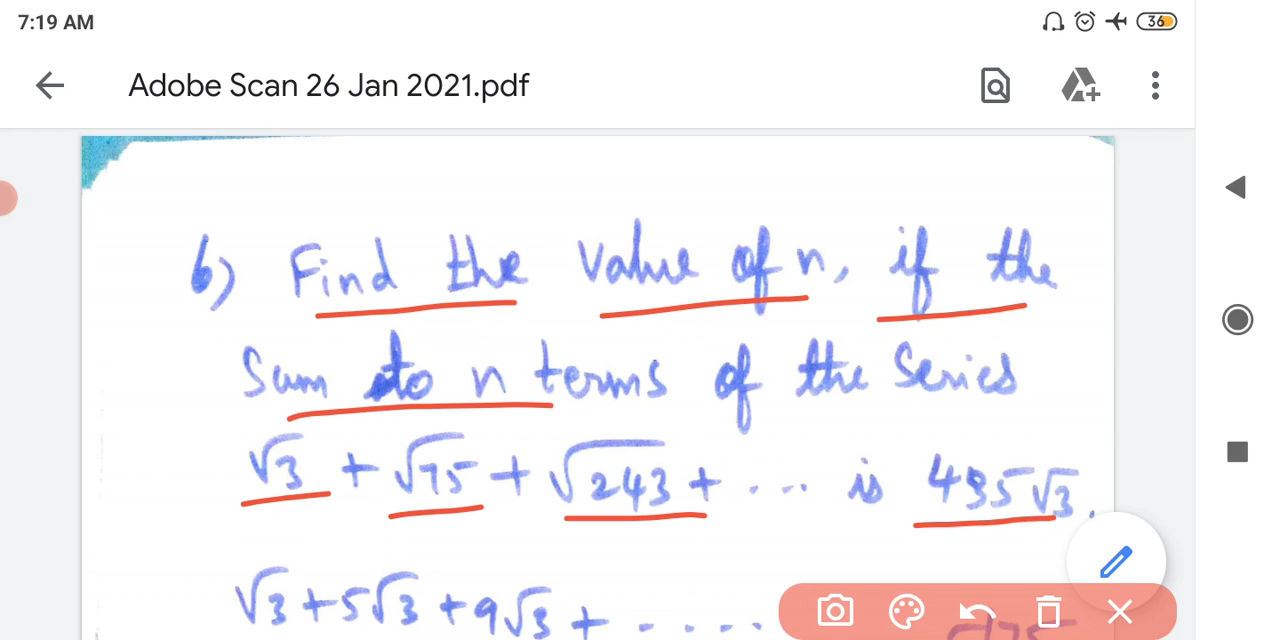 7:19 AM
36
Adobe Scan 26 Jan 2021.pdf
6) Find the value of n, if the
Sum to n terms of the series
√3 + √75 + √243 + ... is 435√3.
√3 + 5√3 + 9√3 + .....